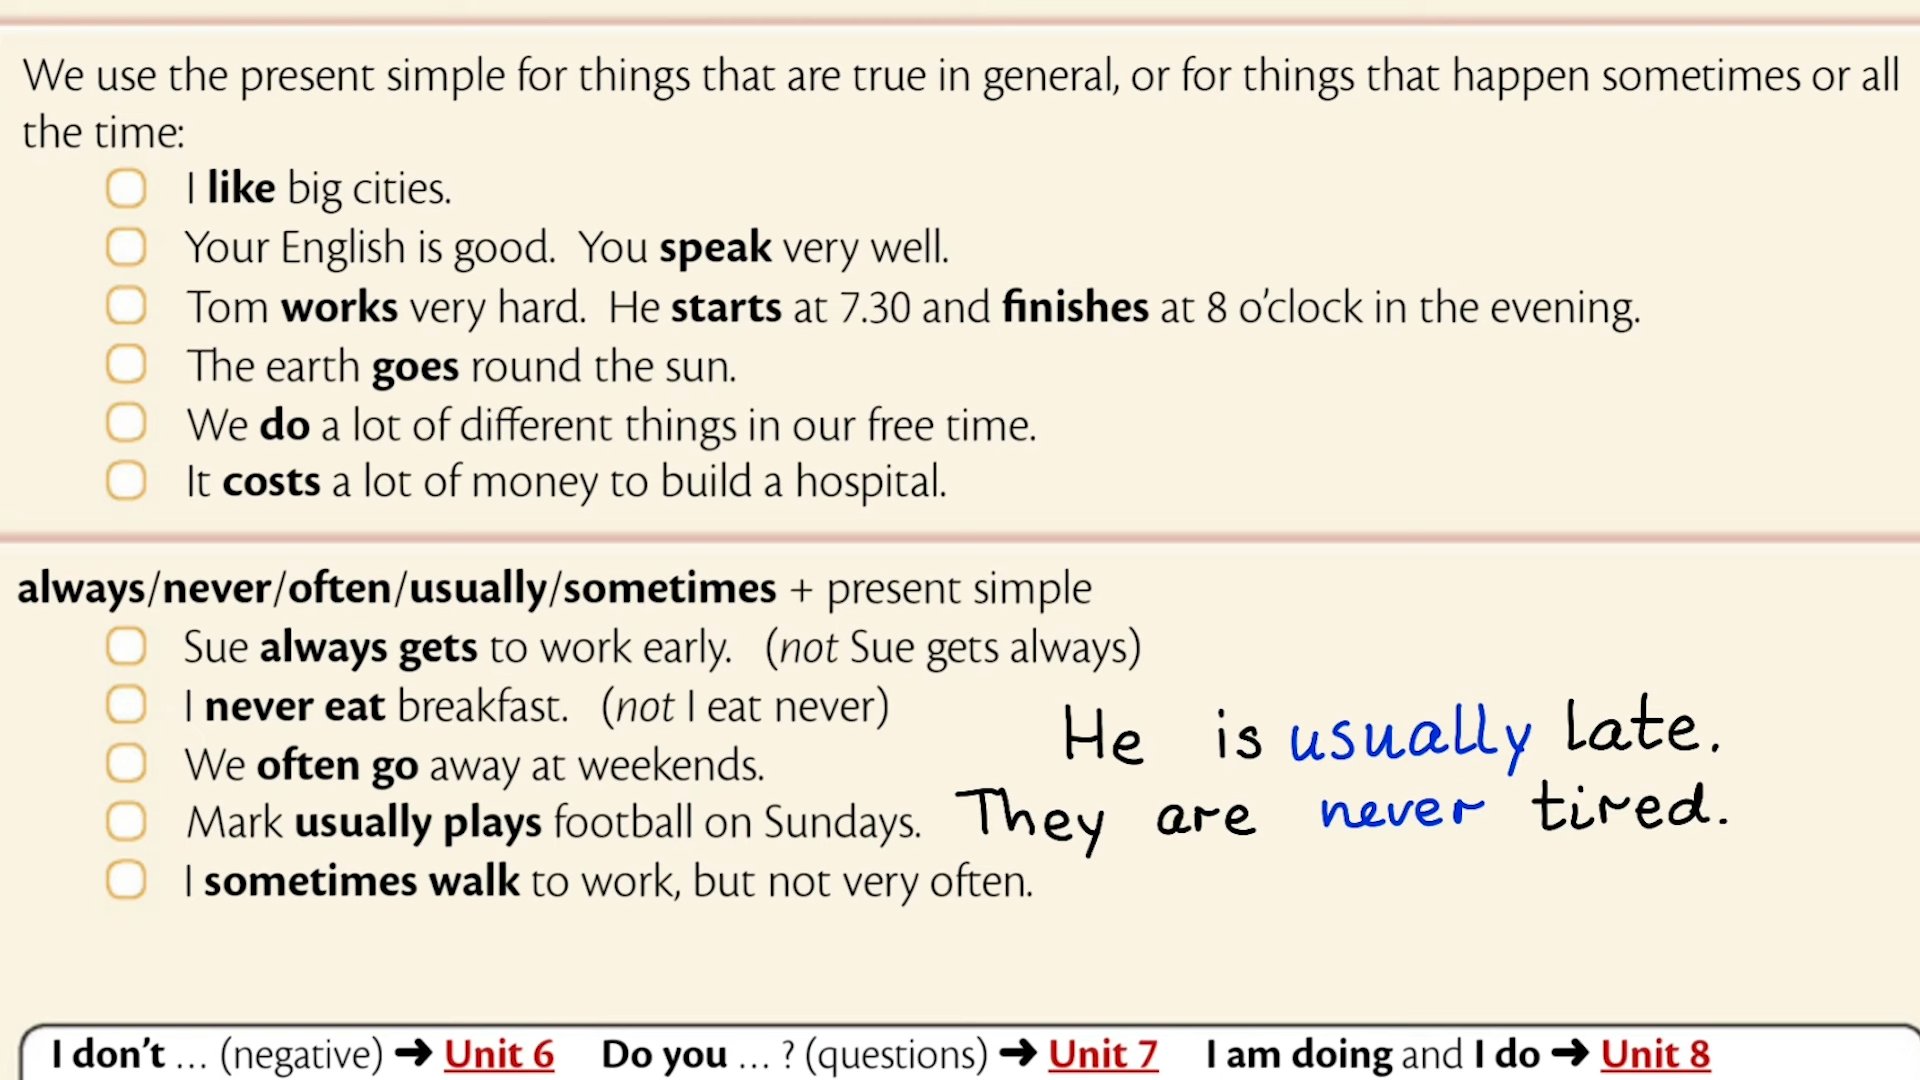 We use the present simple for things that are true in general, or for things that happen sometimes or all
the time:
I like big cities.
Your English is good. You speak very well.
Tom works very hard. He starts at 7.30 and finishes at 8 o’clock in the evening.
The earth goes round the sun.
We do a lot of different things in our free time.
It costs a lot of money to build a hospital.
always/never/often/usually/sometimes + present simple
Sue always gets to work early. (not Sue gets always)
I never eat breakfast. (not I eat never)
We often go away at weekends.
Mark usually plays football on Sundays.
I sometimes walk to work, but not very often.
He is usually late.
They are never tired.
I don’t … (negative) ➜ Unit 6 Do you … ? (questions) ➜ Unit 7 I am doing and I do ➜ Unit 8